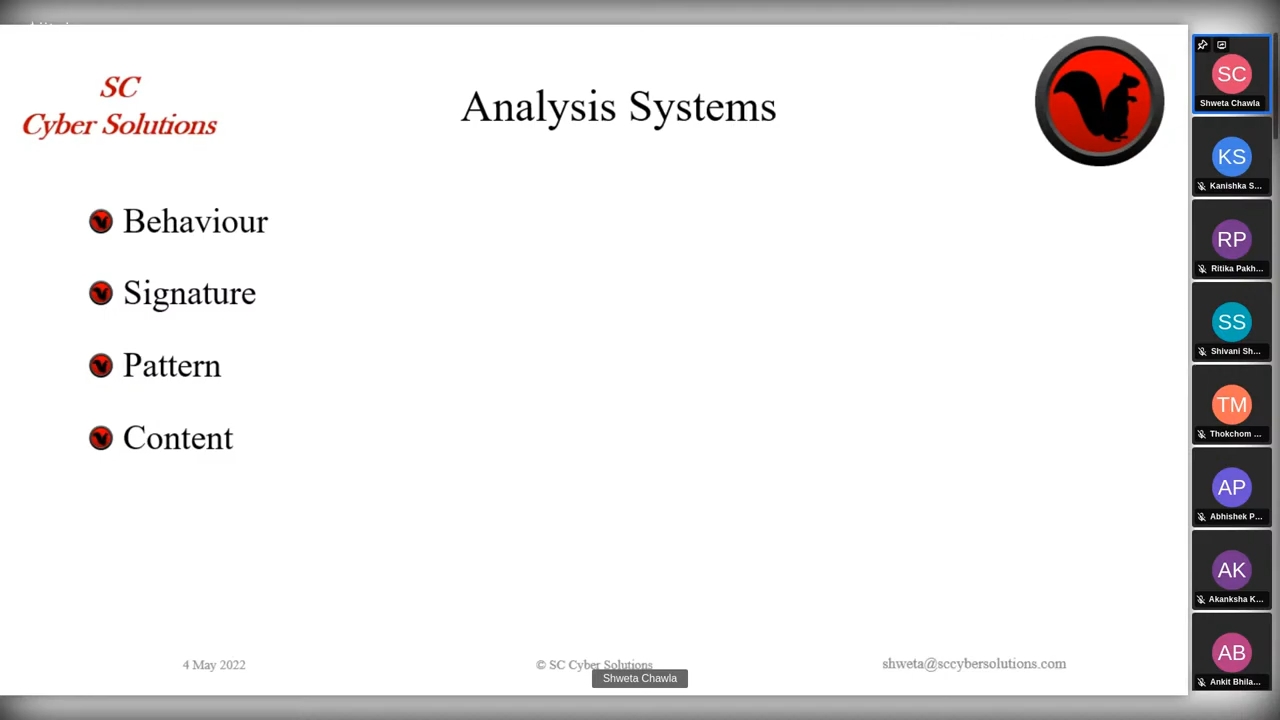 SC
Cyber Solutions
Analysis Systems
Behaviour
Signature
Pattern
Content
4 May 2022
© SC Cyber Solutions
shweta@sccybersolutions.com
Shweta Chawla
SC
Shweta Chawla
KS
Kanishka S...
RP
Ritika Pakh...
SS
Shivani Sh...
TM
Thokchom ...
AP
Abhishek P...
AK
Akanksha K...
AB
Ankit Bhila...